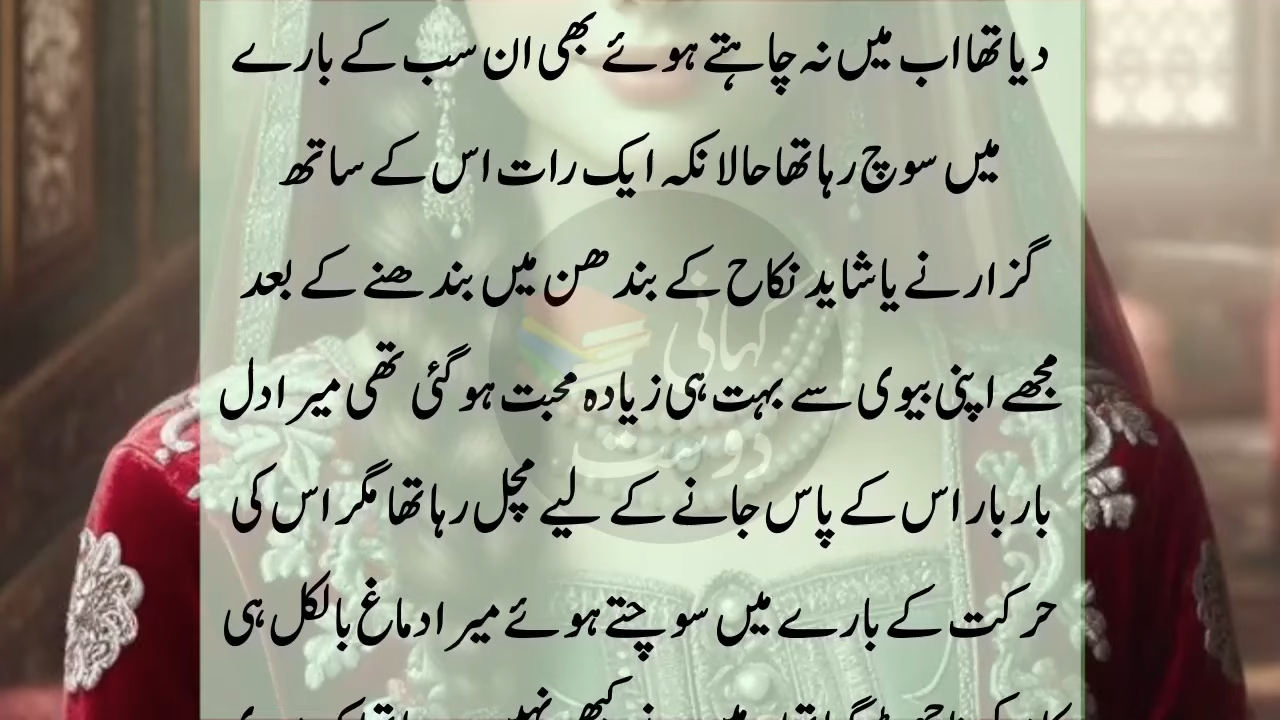 دیا تھا اب میں نہ چاہتے ہوئے بھی ان سب کے بارے
میں سوچ رہا تھا حالانکہ ایک رات اس کے ساتھ
گزارنے یا شاید نکاح کے بندھن میں بندھنے کے بعد
مجھے اپنی بیوی سے بہت ہی زیادہ محبت ہو گئی تھی میرا دل
بار بار اس کے پاس جانے کے لیے مچل رہا تھا مگر اس کی
حرکت کے بارے میں سوچتے ہوئے میرا دماغ بالکل ہی
کہانی
دوست